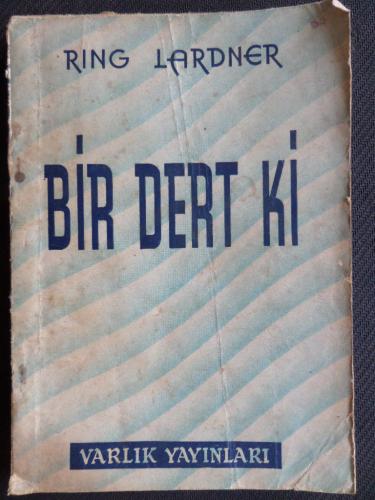 RING LARDNER
BİR DERT Kİ
VARLIK YAYINLARI